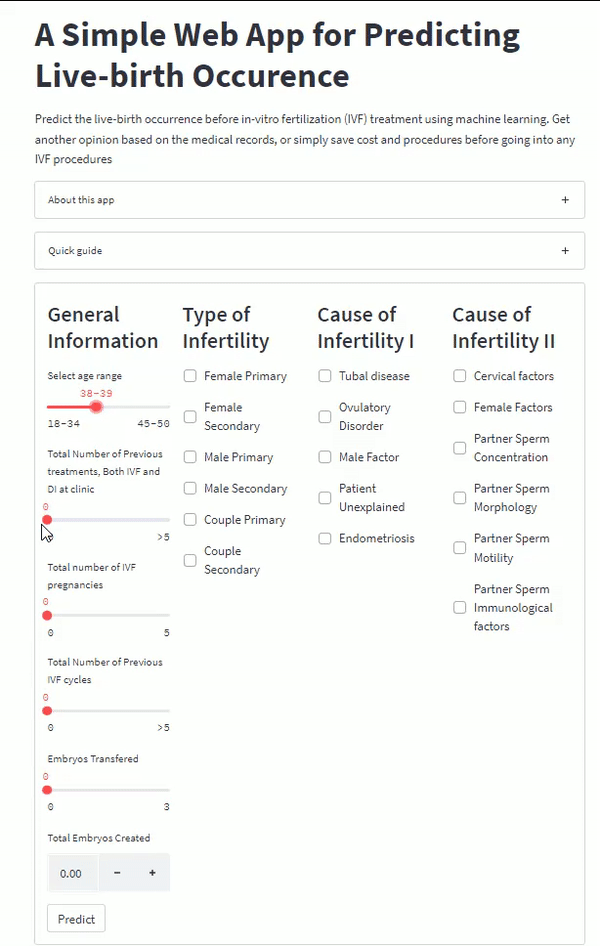 A Simple Web App for Predicting
Live-birth Occurence
Predict the live-birth occurrence before in-vitro fertilization (IVF) treatment using machine learning. Get
another opinion based on the medical records, or simply save cost and procedures before going into any
IVF procedures
About this app +
Quick guide +
General
Information
Select age range
38-39
18-34 45-50
Total Number of Previous
treatments, Both IVF and
DI at clinic
0
>5
Total number of IVF
pregnancies
0
0 5
Total Number of Previous
IVF cycles
0
0 >5
Embryos Transfered
0
0 3
Total Embryos Created
0.00 - +
Predict
Type of
Infertility
Female Primary
Female
Secondary
Male Primary
Male Secondary
Couple Primary
Couple
Secondary
Cause of
Infertility I
Tubal disease
Ovulatory
Disorder
Male Factor
Patient
Unexplained
Endometriosis
Cause of
Infertility II
Cervical factors
Female Factors
Partner Sperm
Concentration
Partner Sperm
Morphology
Partner Sperm
Motility
Partner Sperm
Immunological
factors